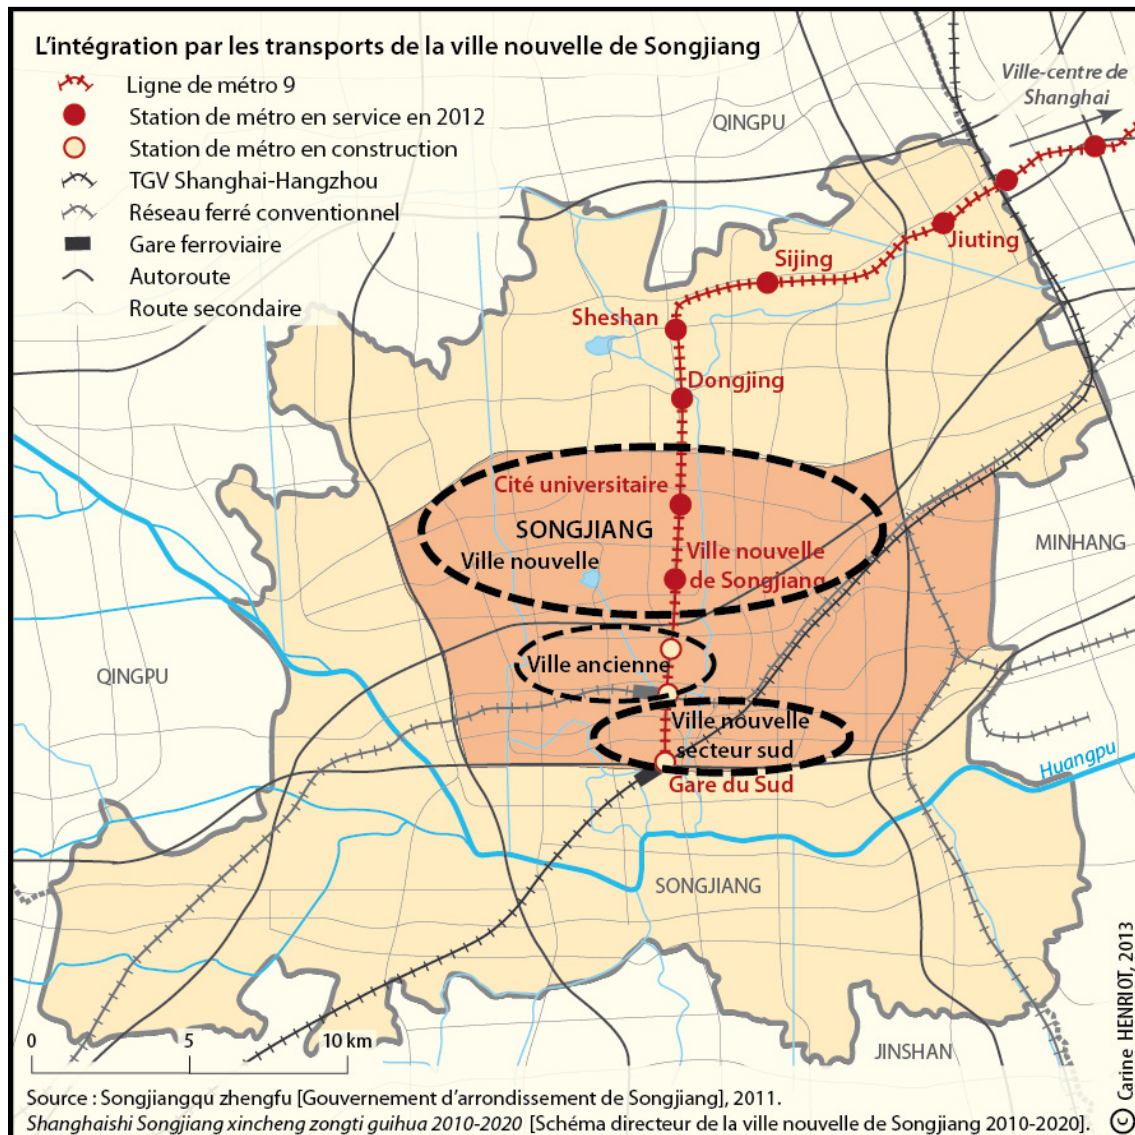 L'intégration par les transports de la ville nouvelle de Songjiang
Ligne de métro 9
Station de métro en service en 2012
Station de métro en construction
TGV Shanghai-Hangzhou
Réseau ferré conventionnel
Gare ferroviaire
Autoroute
Route secondaire
Ville-centre de
Shanghai
QINGPU
Jiuting
Sijing
Sheshan
Dongjing
Cité universitaire
SONGJIANG
Ville nouvelle
Ville nouvelle
de Songjiang
MINHANG
QINGPU
Ville ancienne
Ville nouvelle
secteur sud
Gare du Sud
Huangpu
SONGJIANG
JINSHAN
0 5 10 km
Source : Songjiangqu zhengfu [Gouvernement d'arrondissement de Songjiang], 2011.
Shanghaishi Songjiang xincheng zongti guihua 2010-2020 [Schéma directeur de la ville nouvelle de Songjiang 2010-2020].
© Carine HENRIOT, 2013